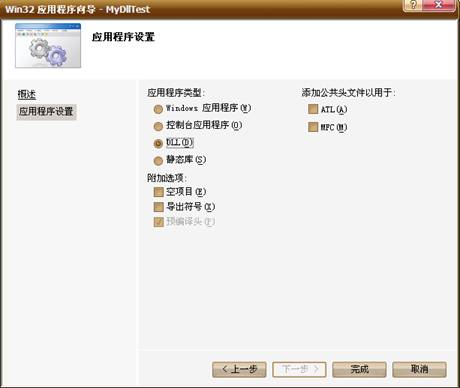 Win32 应用程序向导 - MyDllTest
应用程序设置
概述
应用程序设置
应用程序类型:
Windows 应用程序(W)
控制台应用程序(O)
DLL(D)
静态库(S)
附加选项:
空项目(E)
导出符号(X)
预编译头(P)
添加公共头文件以用于:
ATL(A)
MFC(M)
< 上一步
下一步 >
完成
取消